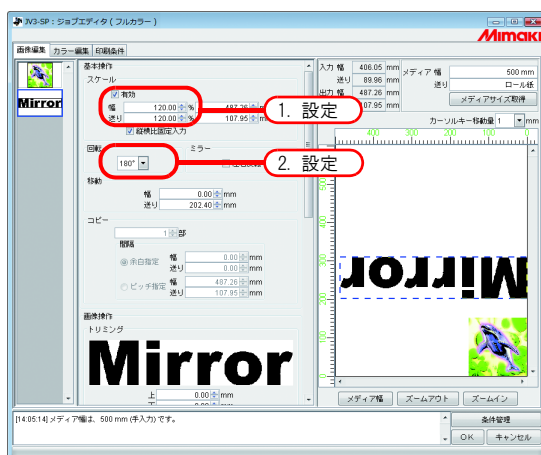 JV3-SP：ジョブエディタ ( フルカラー )
Mimaki
画像編集 カラー編集 印刷条件
Mirror
基本操作
スケール
有効
幅 120.00 % 487.26
送り 120.00 % 107.95 mm
縦横比固定入力
1. 設定
回転 ミラー
180°
2. 設定
移動
幅 0.00 mm
送り 202.40 mm
コピー
1 部
間隔
余白指定 幅 0.00 mm
送り 0.00 mm
ピッチ指定 幅 487.26 mm
送り 107.95 mm
画像操作
トリミング
Mirror
上 0.00 mm
入力 幅 406.05 mm
送り 89.96 mm
出力 幅 487.26 mm
107.95 mm
メディア 幅 500 mm
送り ロール紙
メディアサイズ取得
カーソルキー移動量 1 mm
400 300 200 100 0
500
Mirror
メディア幅 ズームアウト ズームイン
[14:05:14] メディア幅は、500 mm (手入力) です。
条件管理
OK キャンセル